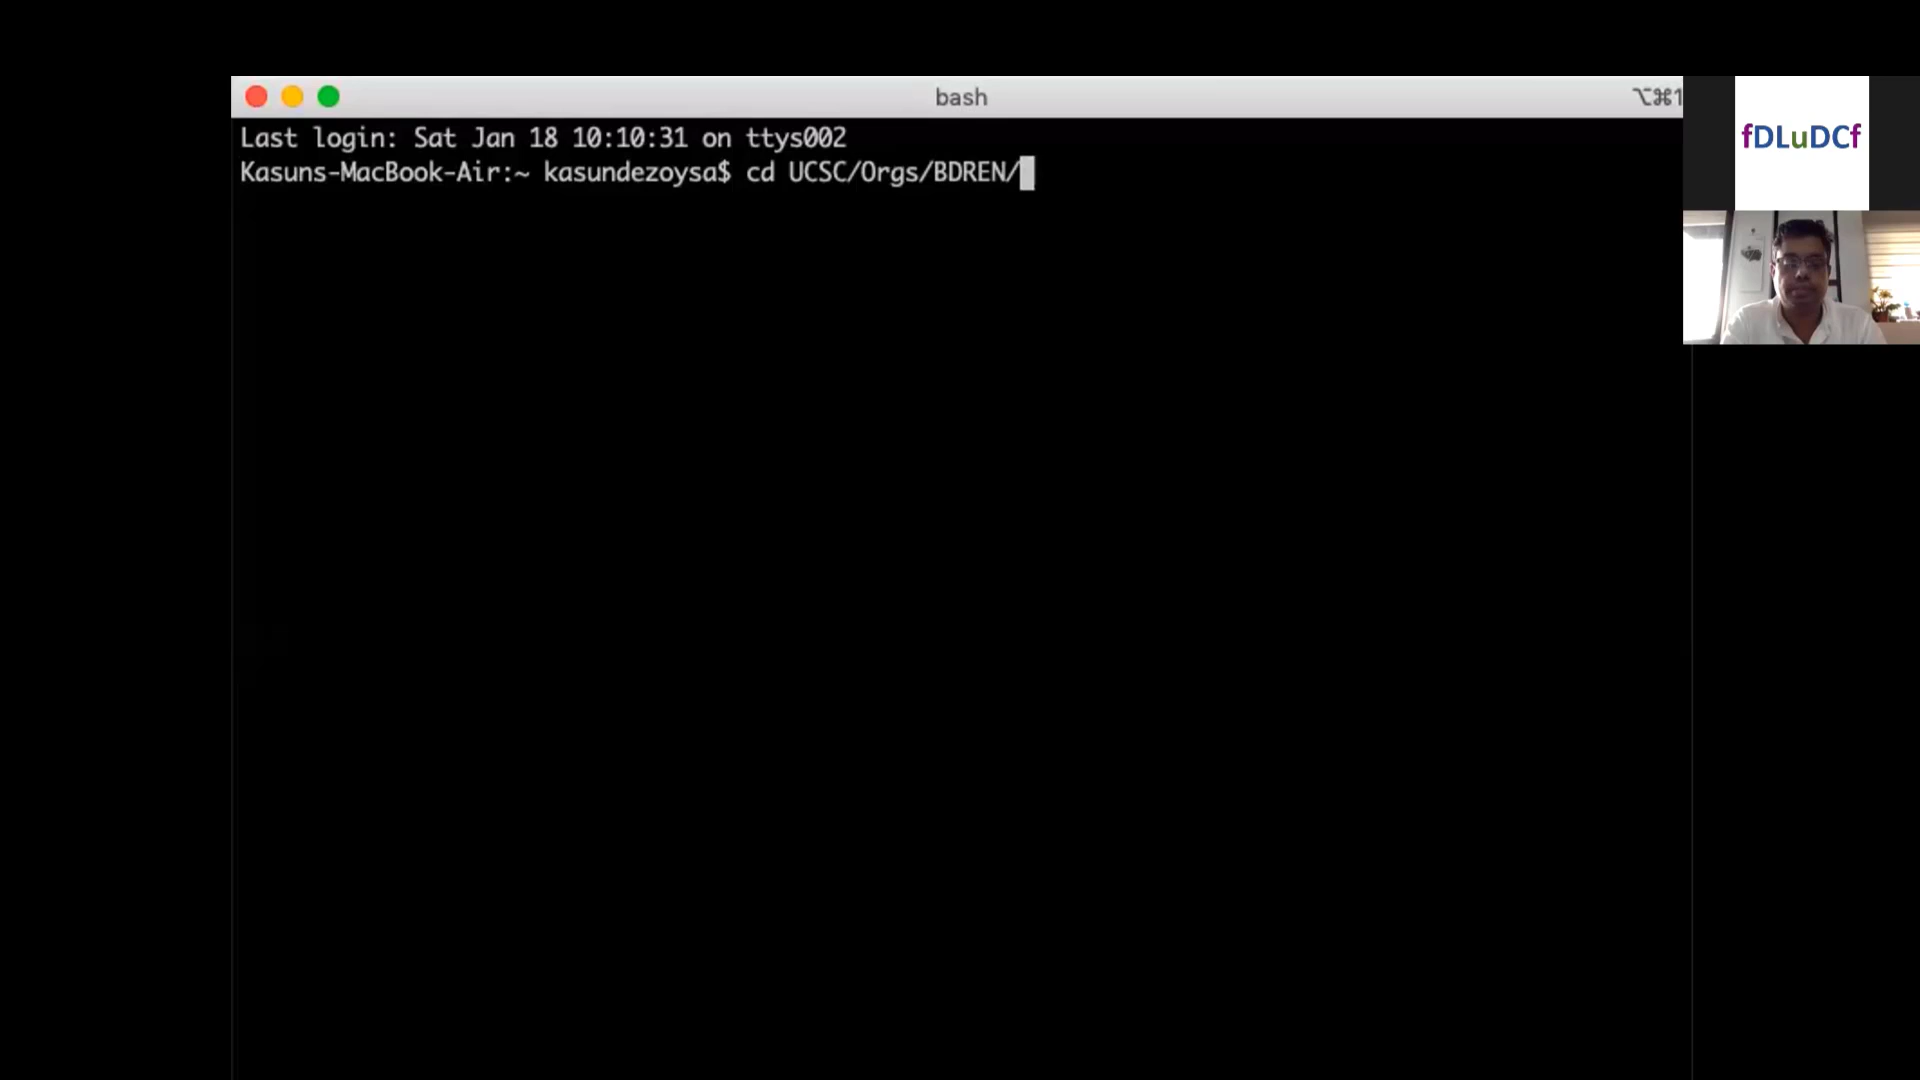 bash
⌥⌘1
Last login: Sat Jan 18 10:10:31 on ttys002
Kasuns-MacBook-Air:~ kasundezoysa$ cd UCSC/Orgs/BDREN/
fDLuDCf